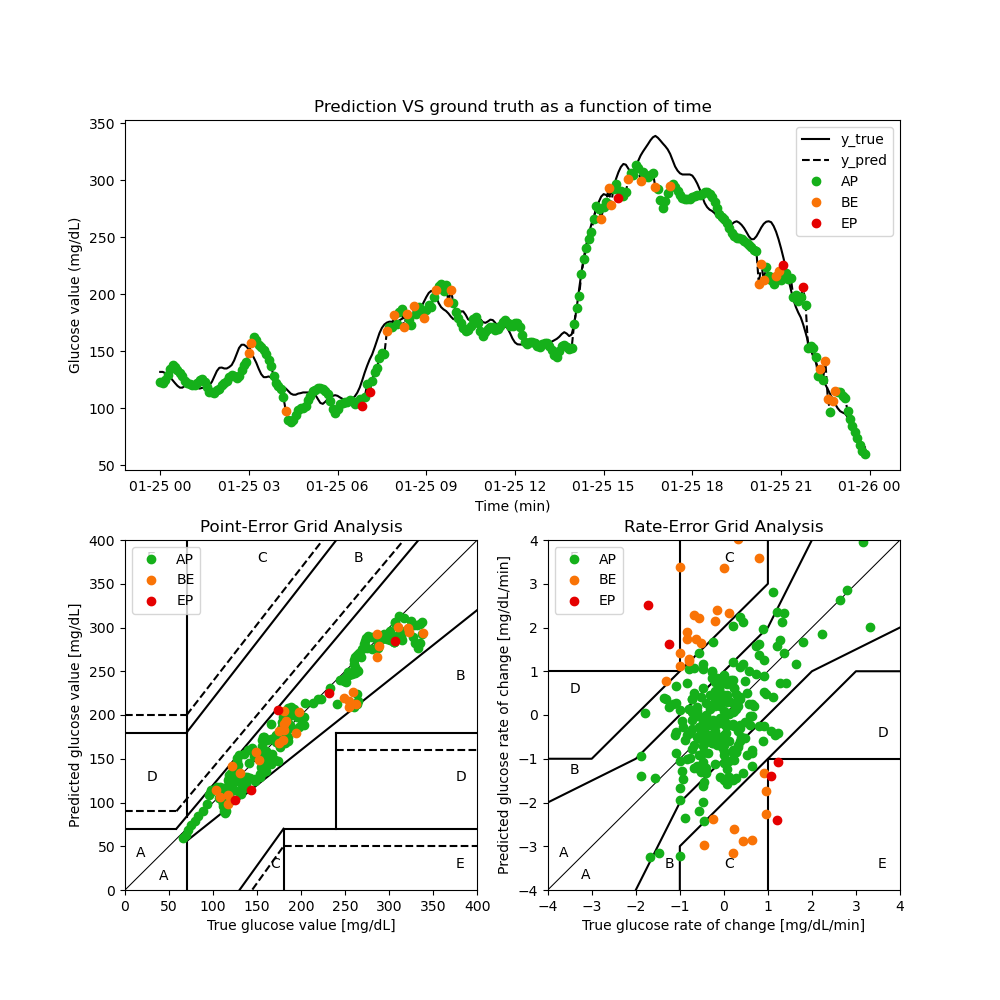 Prediction VS ground truth as a function of time
Glucose value (mg/dL)
350
300
250
200
150
100
50
y_true
y_pred
AP
BE
EP
01-25 00 01-25 03 01-25 06 01-25 09 01-25 12 01-25 15 01-25 18 01-25 21 01-26 00
Time (min)
Point-Error Grid Analysis
Predicted glucose value [mg/dL]
400
350
300
250
200
150
100
50
0
AP
BE
EP
C
B
B
D
D
A
A
C
E
0 50 100 150 200 250 300 350 400
True glucose value [mg/dL]
Rate-Error Grid Analysis
Predicted glucose rate of change [mg/dL/min]
4
3
2
1
0
−1
−2
−3
−4
AP
BE
EP
C
D
D
B
A
A
B
C
E
−4 −3 −2 −1 0 1 2 3 4
True glucose rate of change [mg/dL/min]